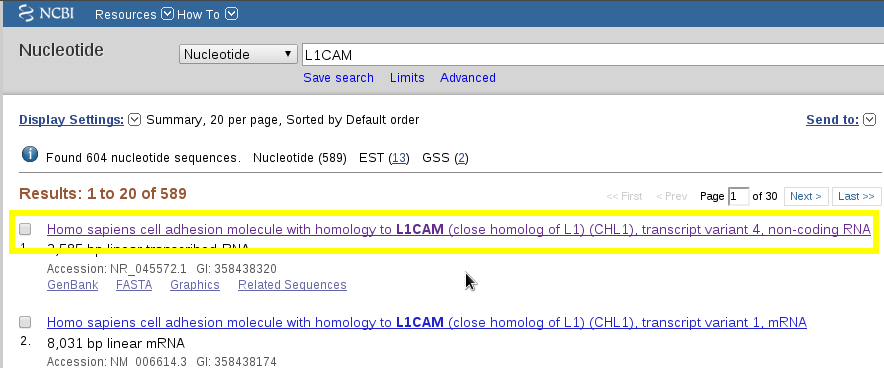 NCBI Resources How To
Nucleotide Nucleotide L1CAM
Save search Limits Advanced
Display Settings: Summary, 20 per page, Sorted by Default order Send to:
Found 604 nucleotide sequences. Nucleotide (589) EST (13) GSS (2)
Results: 1 to 20 of 589 << First < Prev Page 1 of 30 Next > Last >>
Homo sapiens cell adhesion molecule with homology to L1CAM (close homolog of L1) (CHL1), transcript variant 4, non-coding RNA
1. 3,585 bp linear transcribed-RNA
Accession: NR_045572.1 GI: 358438320
GenBank FASTA Graphics Related Sequences
Homo sapiens cell adhesion molecule with homology to L1CAM (close homolog of L1) (CHL1), transcript variant 1, mRNA
2. 8,031 bp linear mRNA
Accession: NM_006614.3 GI: 358438174